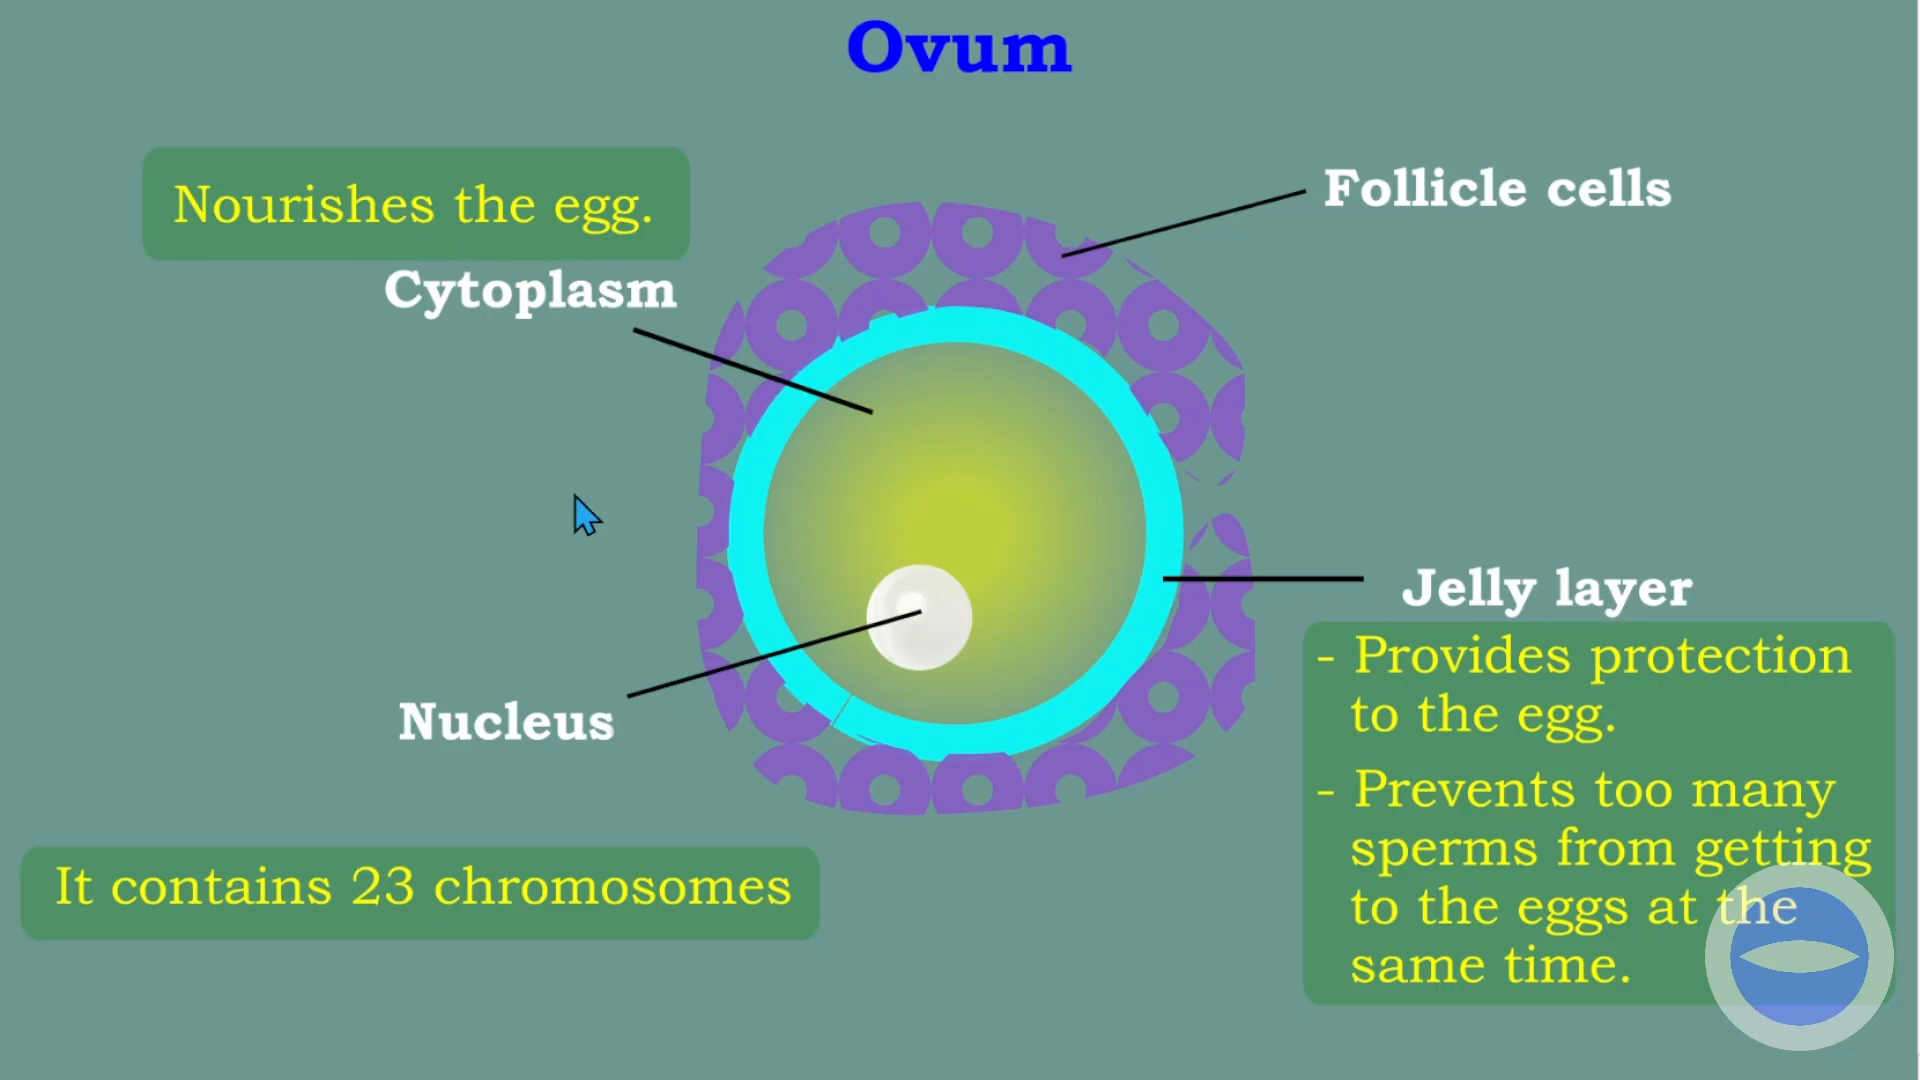 Ovum
Nourishes the egg.
Cytoplasm
Follicle cells
Nucleus
It contains 23 chromosomes
Jelly layer
- Provides protection
to the egg.
- Prevents too many
sperms from getting
to the eggs at the
same time.